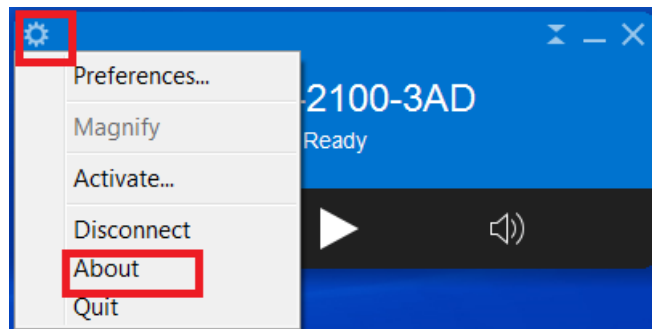 Preferences...
-2100-3AD
Magnify
Ready
Activate...
Disconnect
About
Quit